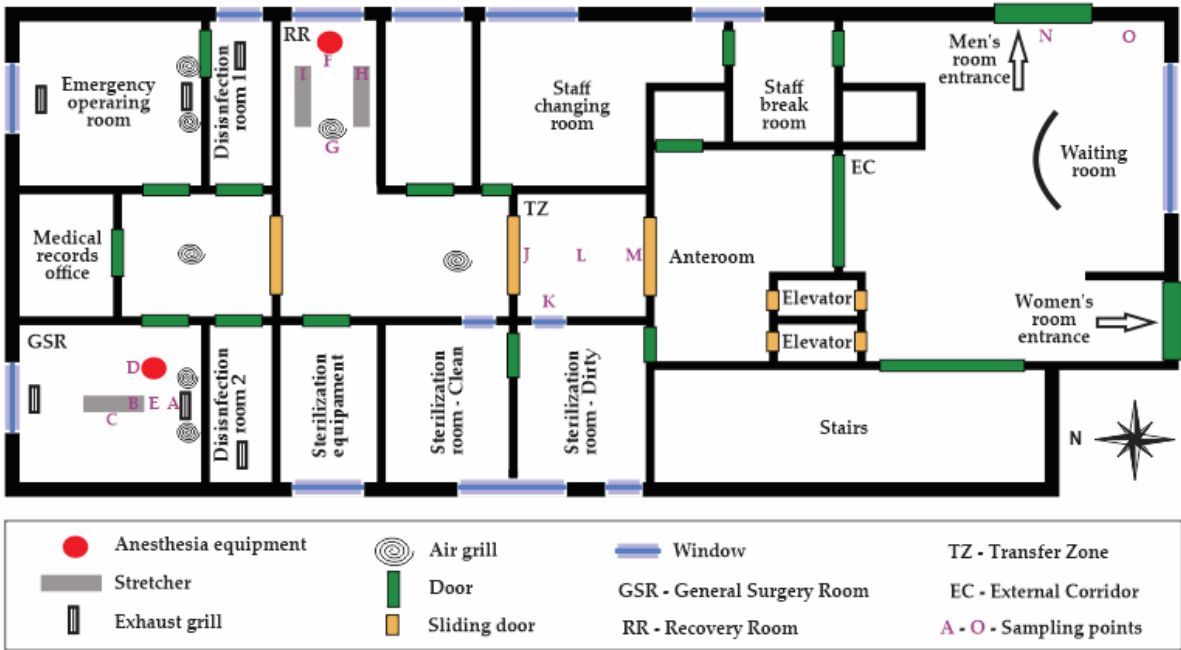 Emergency
operaring
room
Disisnfection
room 1
RR
F
I
H
G
Staff
changing
room
Staff
break
room
Men's
room
entrance
N
O
Waiting
room
EC
Medical
records
office
TZ
J
L
M
K
Anteroom
Elevator
Elevator
Women's
room
entrance
GSR
D
B
E
A
C
Disisnfection
room 2
Sterilization
equipament
Sterilization
room - Clean
Sterilization
room - Dirty
Stairs
N
Anesthesia equipment
Stretcher
Exhaust grill
Air grill
Door
Sliding door
Window
GSR - General Surgery Room
RR - Recovery Room
TZ - Transfer Zone
EC - External Corridor
A - O - Sampling points